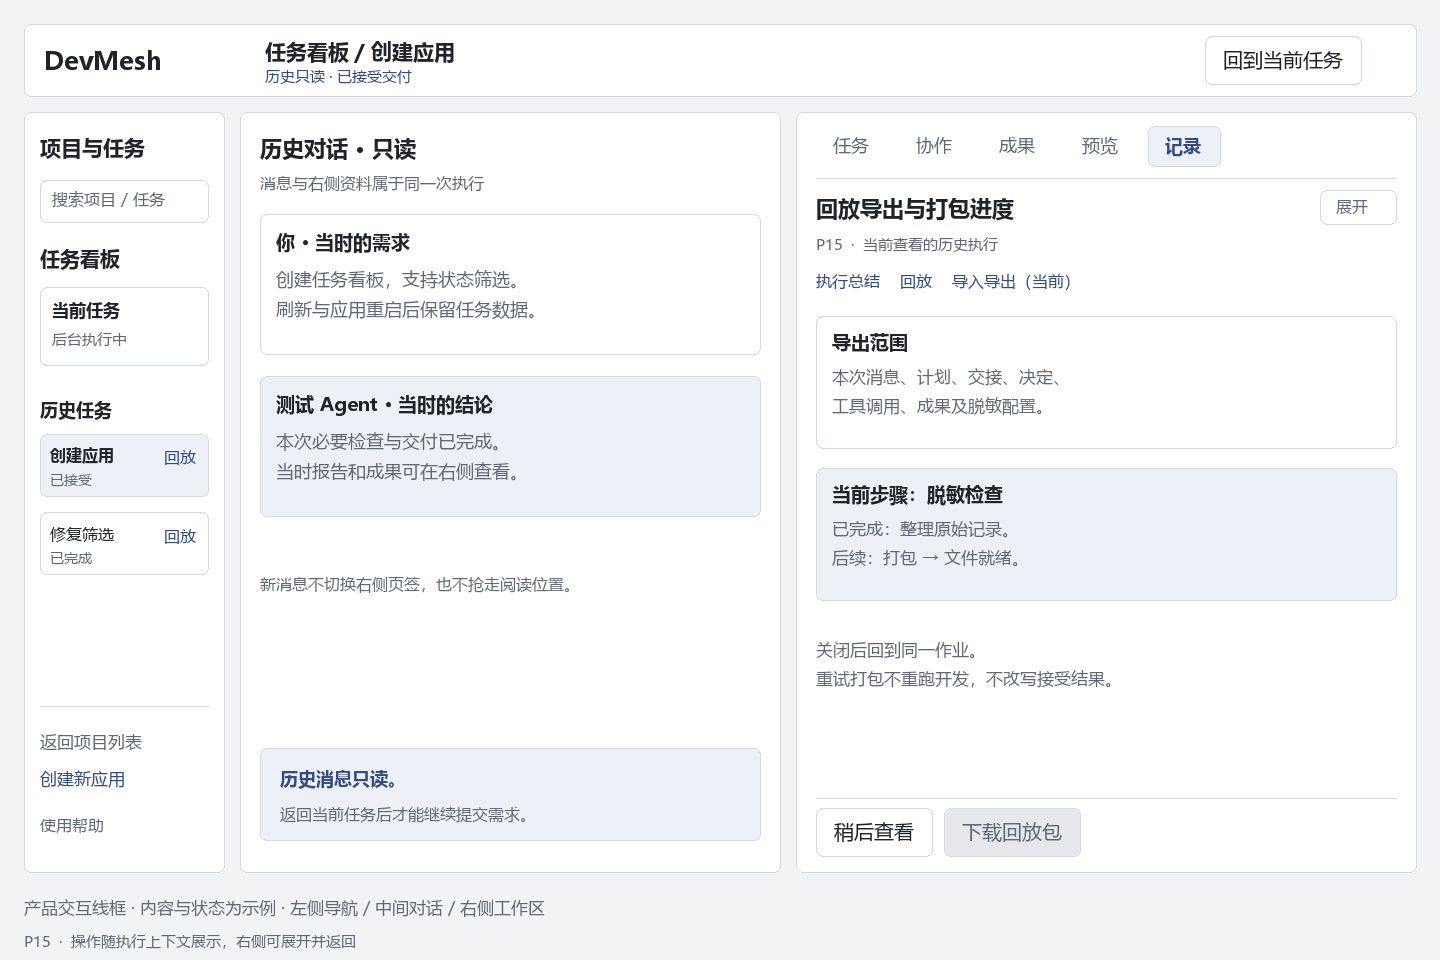 DevMesh
任务看板 / 创建应用
历史只读 · 已接受交付
回到当前任务
项目与任务
搜索项目 / 任务
任务看板
当前任务
后台执行中
历史任务
创建应用
回放
已接受
修复筛选
回放
已完成
返回项目列表
创建新应用
使用帮助
历史对话 · 只读
消息与右侧资料属于同一次执行
你 · 当时的需求
创建任务看板，支持状态筛选。
刷新与应用重启后保留任务数据。
测试 Agent · 当时的结论
本次必要检查与交付已完成。
当时报告和成果可在右侧查看。
新消息不切换右侧页签，也不抢走阅读位置。
历史消息只读。
返回当前任务后才能继续提交需求。
任务 协作 成果 预览 记录
回放导出与打包进度
展开
P15 · 当前查看的历史执行
执行总结 回放 导入导出（当前）
导出范围
本次消息、计划、交接、决定、
工具调用、成果及脱敏配置。
当前步骤：脱敏检查
已完成：整理原始记录。
后续：打包 → 文件就绪。
关闭后回到同一作业。
重试打包不重跑开发，不改写接受结果。
稍后查看
下载回放包
产品交互线框 · 内容与状态为示例 · 左侧导航 / 中间对话 / 右侧工作区
P15 · 操作随执行上下文展示，右侧可展开并返回